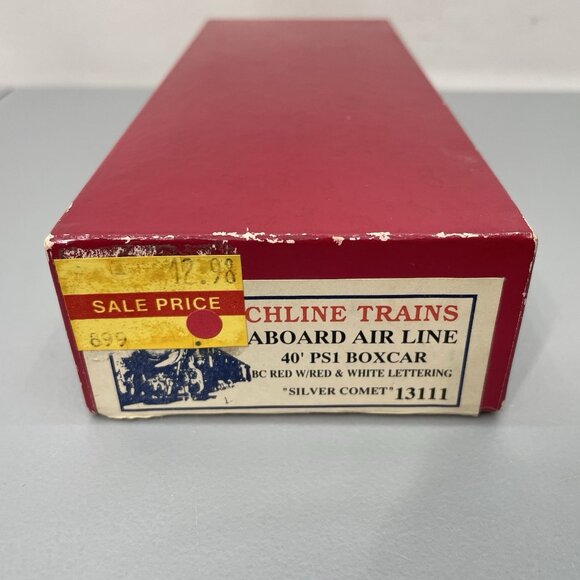 12.98
SALE PRICE
899
CHLINE TRAINS
ABOARD AIR LINE
40' PS1 BOXCAR
BC RED W/RED & WHITE LETTERING
"SILVER COMET" 13111